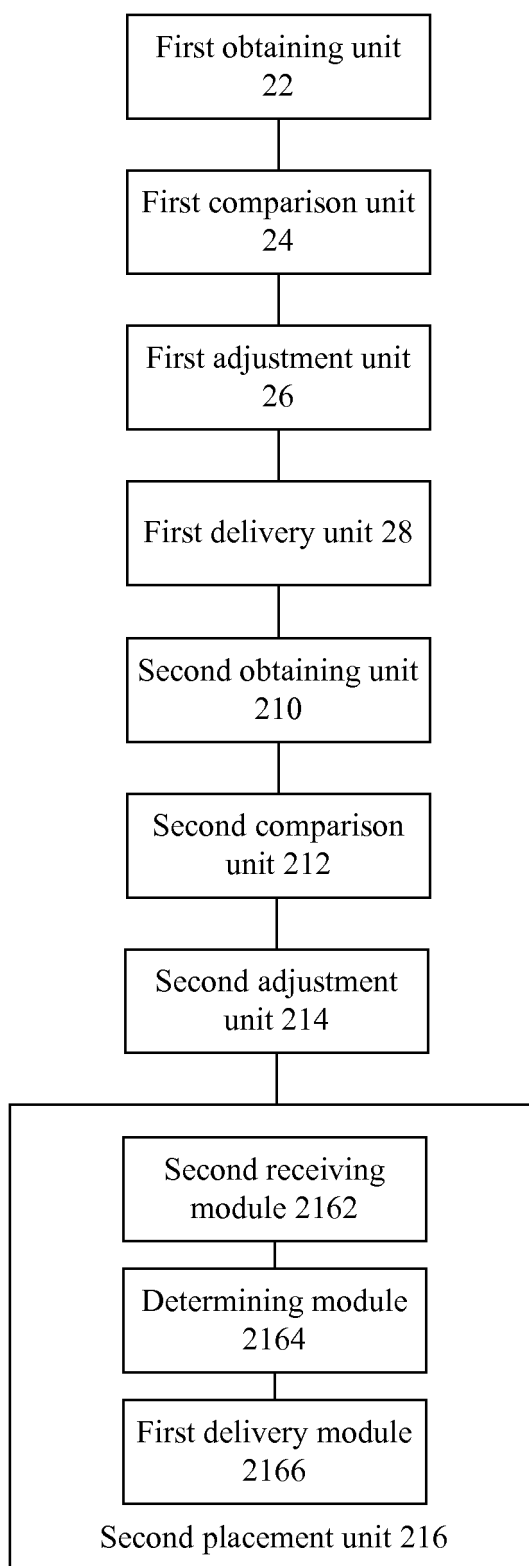 First obtaining unit
22
First comparison unit
24
First adjustment unit
26
First delivery unit 28
Second obtaining unit
210
Second comparison
unit 212
Second adjustment
unit 214
Second receiving
module 2162
Determining module
2164
First delivery module
2166
Second placement unit 216